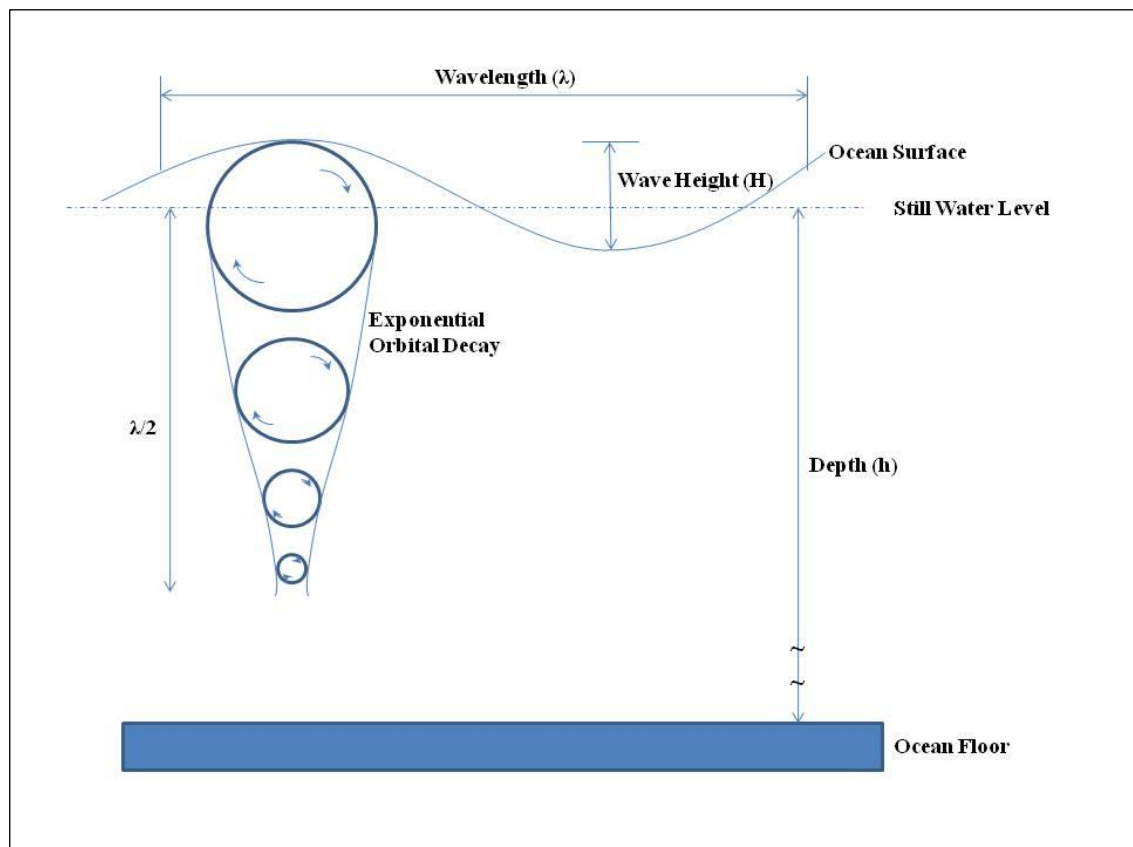 Wavelength (λ)
Ocean Surface
Wave Height (H)
Still Water Level
Exponential
Orbital Decay
λ/2
Depth (h)
~
~
Ocean Floor